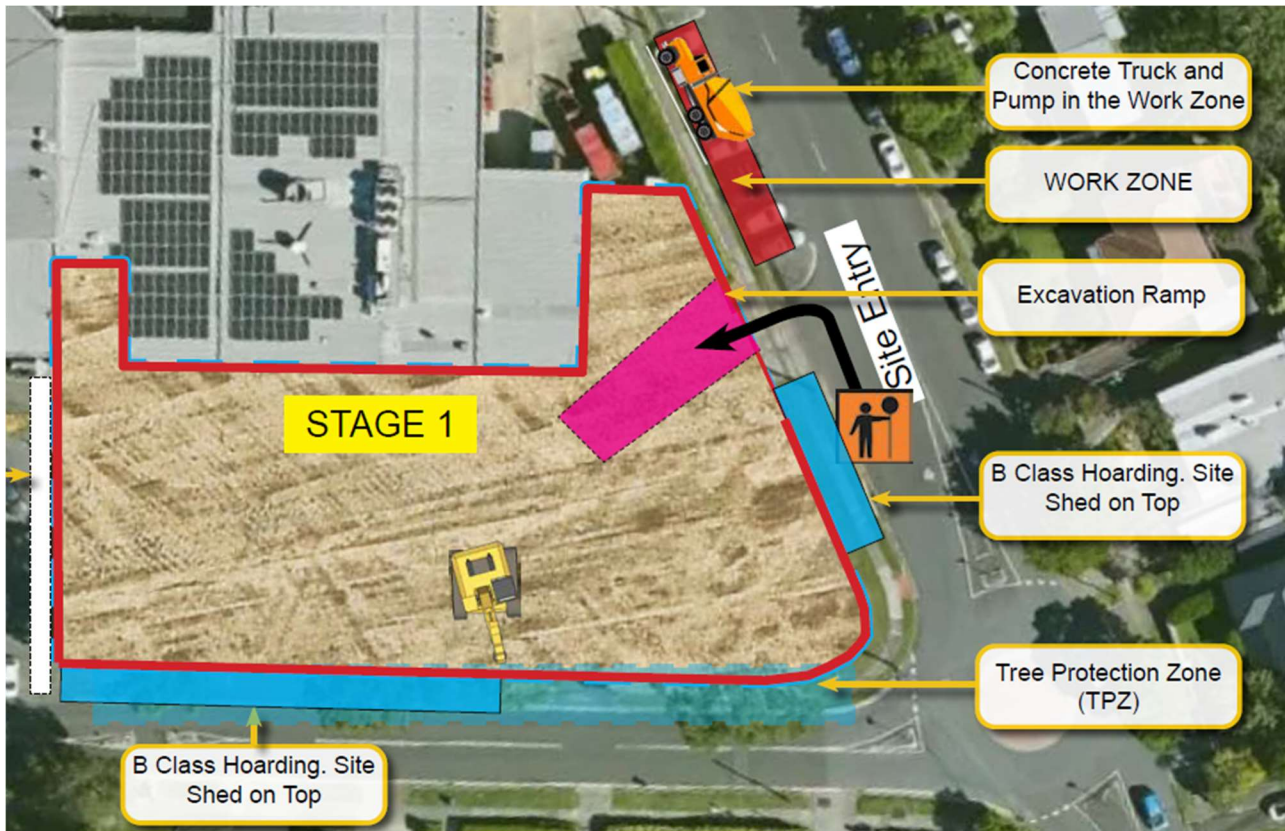 Concrete Truck and
Pump in the Work Zone
WORK ZONE
Site Entry
Excavation Ramp
STAGE 1
B Class Hoarding. Site
Shed on Top
Tree Protection Zone
(TPZ)
B Class Hoarding. Site
Shed on Top